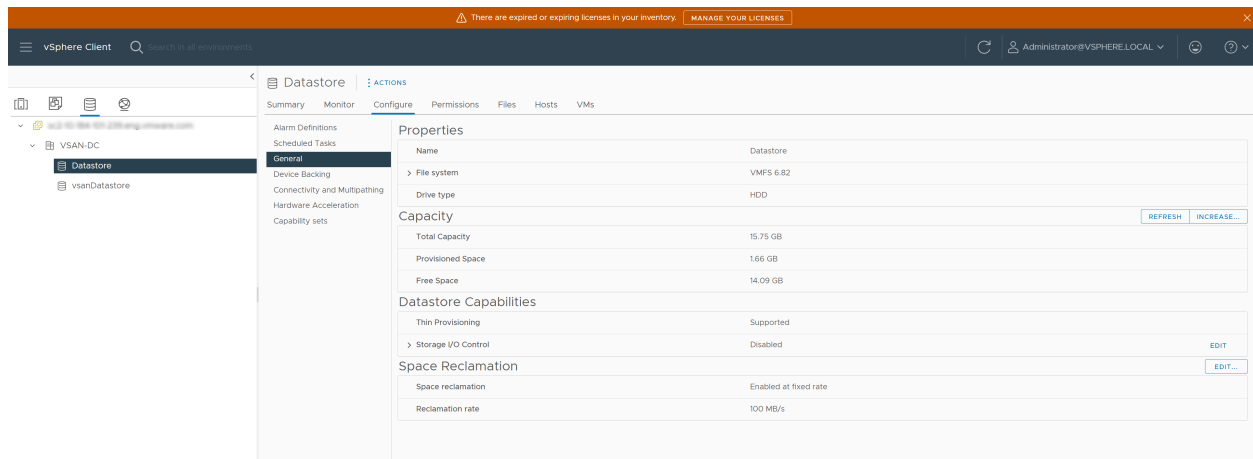 There are expired or expiring licenses in your inventory. MANAGE YOUR LICENSES
vSphere Client Search in all environments Administrator@VSPHERE.LOCAL
Datastore ACTIONS
Summary Monitor Configure Permissions Files Hosts VMs
VSAN-DC
Datastore
vsanDatastore
Alarm Definitions
Scheduled Tasks
General
Device Backing
Connectivity and Multipathing
Hardware Acceleration
Capability sets
Properties
Name Datastore
File system VMFS 6.82
Drive type HDD
Capacity REFRESH INCREASE...
Total Capacity 15.75 GB
Provisioned Space 1.66 GB
Free Space 14.09 GB
Datastore Capabilities
Thin Provisioning Supported
Storage I/O Control Disabled EDIT
Space Reclamation EDIT...
Space reclamation Enabled at fixed rate
Reclamation rate 100 MB/s